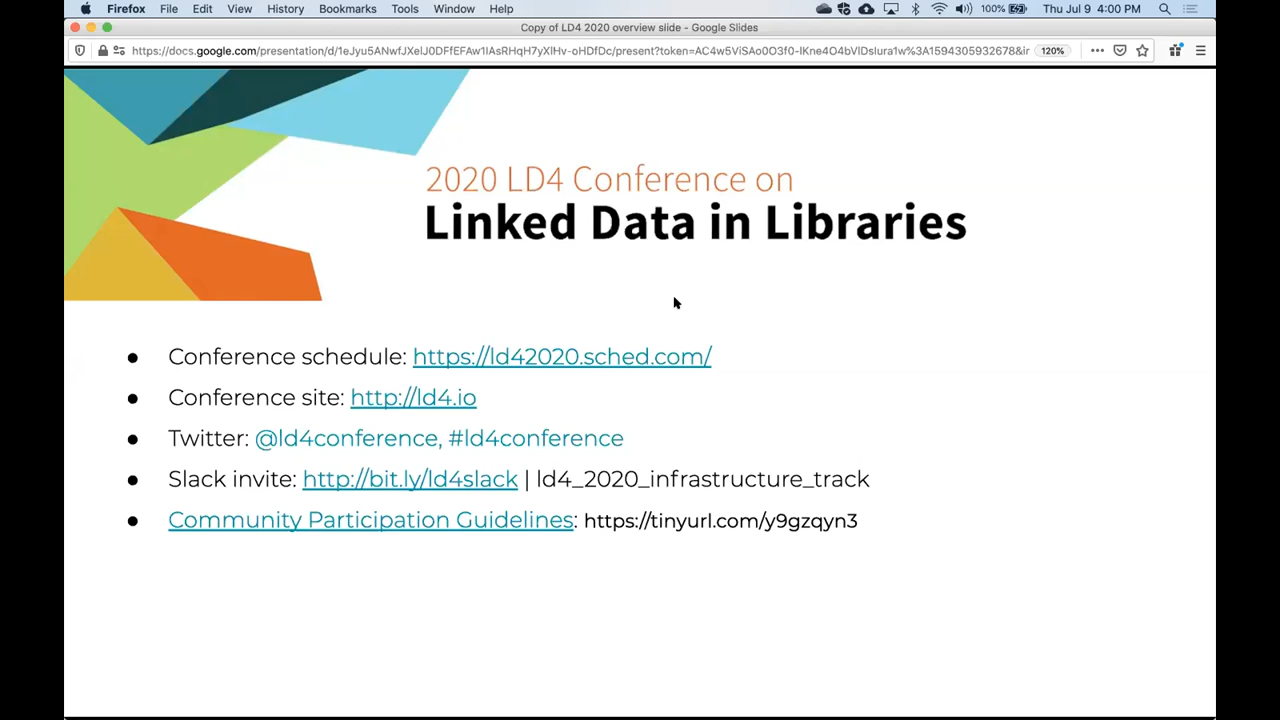 Firefox File Edit View History Bookmarks Tools Window Help 100% Thu Jul 9 4:00 PM
Copy of LD4 2020 overview slide - Google Slides
120%
2020 LD4 Conference on
Linked Data in Libraries
● Conference schedule: https://ld42020.sched.com/
● Conference site: http://ld4.io
● Twitter: @ld4conference, #ld4conference
● Slack invite: http://bit.ly/ld4slack | ld4_2020_infrastructure_track
● Community Participation Guidelines: https://tinyurl.com/y9gzqyn3